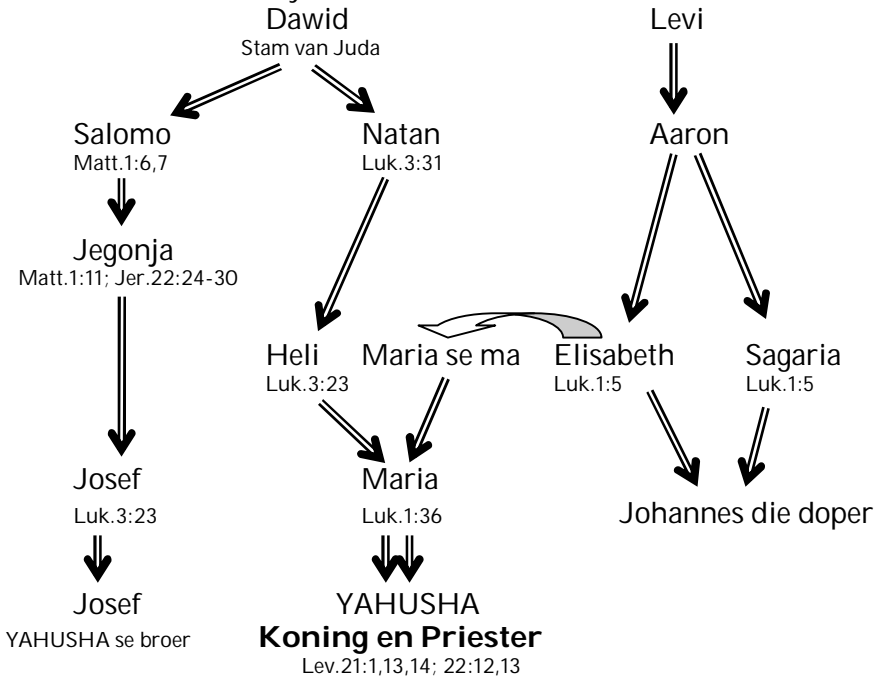 Dawid
Levi
Stam van Juda
Salomo
Natan
Aaron
Matt.1:6,7
Luk.3:31
Jegonja
Matt.1:11; Jer.22:24-30
Heli
Maria se ma
Elisabeth
Sagaria
Luk.3:23
Luk.1:5
Luk.1:5
Josef
Maria
Luk.3:23
Luk.1:36
Johannes die doper
Josef
YAHUSHA
YAHUSHA se broer
Koning en Priester
Lev.21:1,13,14; 22:12,13